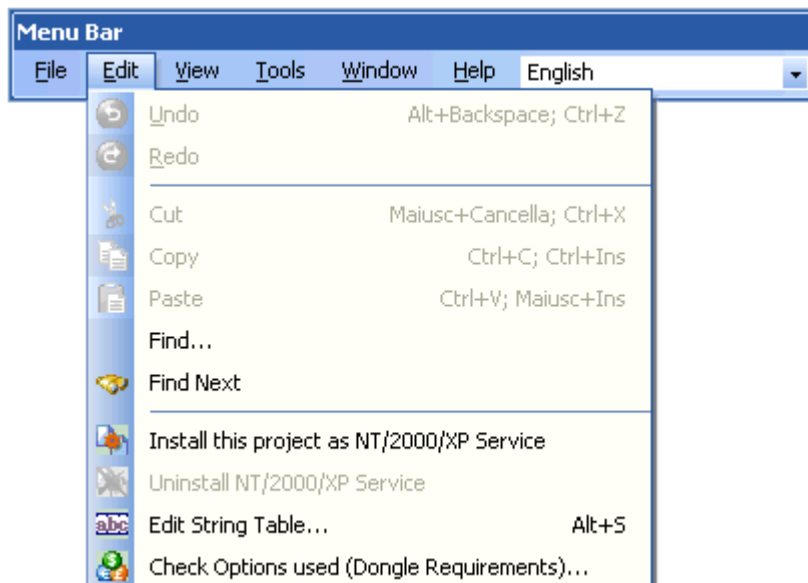 Menu Bar
File Edit View Tools Window Help English
Undo Alt+Backspace; Ctrl+Z
Redo
Cut Maiusc+Cancella; Ctrl+X
Copy Ctrl+C; Ctrl+Ins
Paste Ctrl+V; Maiusc+Ins
Find...
Find Next
Install this project as NT/2000/XP Service
Uninstall NT/2000/XP Service
abc Edit String Table... Alt+S
Check Options used (Dongle Requirements)...